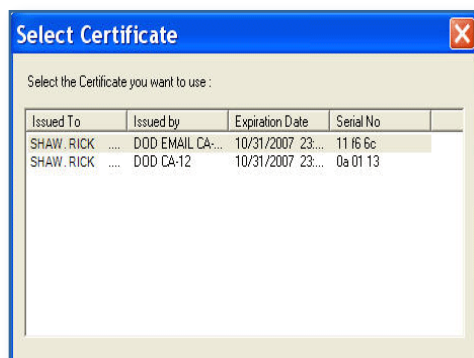 Select Certificate
Select the Certificate you want to use :
Issued To Issued by Expiration Date Serial No
SHAW.RICK .... DOD EMAIL CA-... 10/31/2007 23:... 11 f6 6c
SHAW.RICK .... DOD CA-12 10/31/2007 23:... 0a 01 13